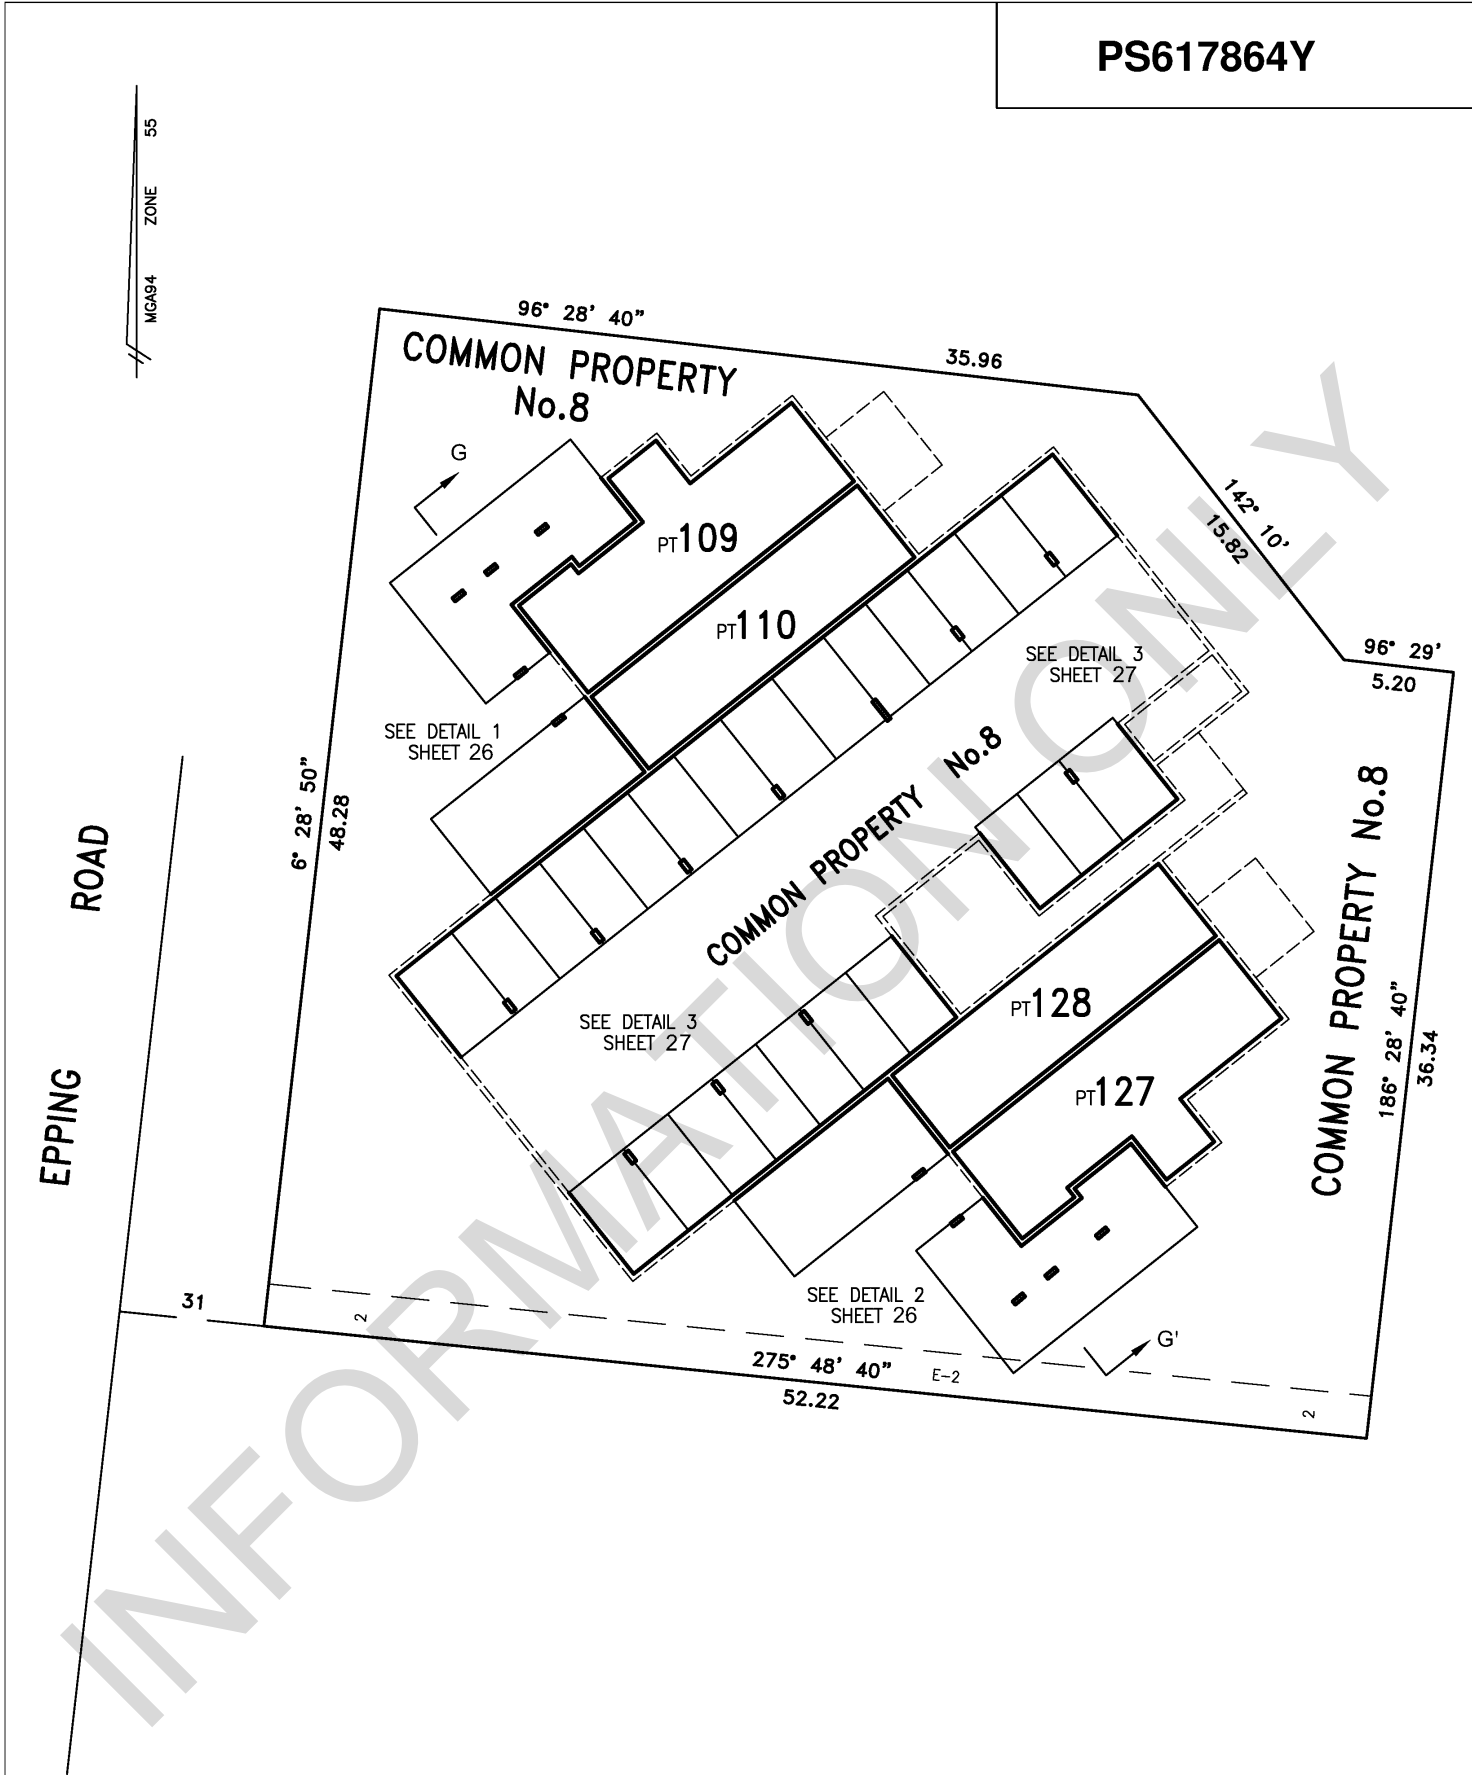 PS617864Y
MGA94 ZONE 55
96° 28' 40"
35.96
COMMON PROPERTY
No.8
G
142° 10'
15.82
PT109
PT110
SEE DETAIL 3
SHEET 27
96° 29'
5.20
SEE DETAIL 1
SHEET 26
6° 28' 50"
48.28
COMMON PROPERTY No.8
COMMON PROPERTY No.8
EPPING ROAD
PT128
SEE DETAIL 3
SHEET 27
186° 28' 40"
36.34
PT127
SEE DETAIL 2
SHEET 26
31
2
G'
275° 48' 40"
E-2
52.22
2
INFORMATION ONLY